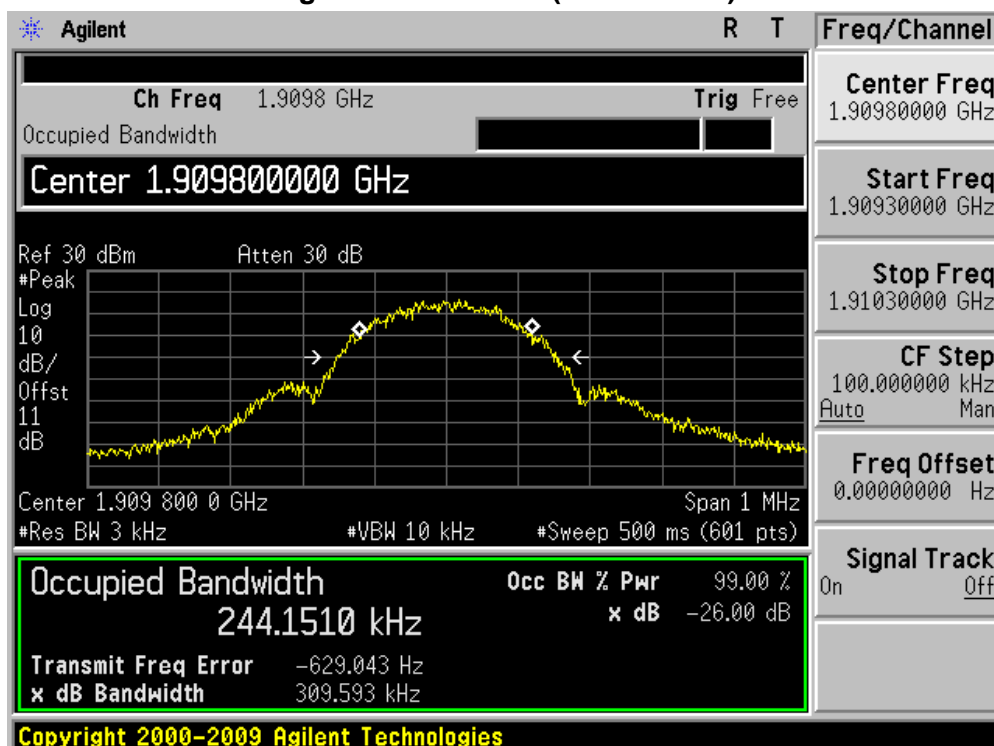 Agilent R T
Ch Freq 1.9098 GHz Trig Free
Occupied Bandwidth
Center 1.909800000 GHz
Ref 30 dBm Atten 30 dB
#Peak
Log
10
dB/
Offst
11
dB
Center 1.909 800 0 GHz Span 1 MHz
#Res BW 3 kHz #VBW 10 kHz #Sweep 500 ms (601 pts)
Occupied Bandwidth Occ BW % Pwr 99.00 %
244.1510 kHz x dB -26.00 dB
Transmit Freq Error -629.043 Hz
x dB Bandwidth 309.593 kHz
Copyright 2000-2009 Agilent Technologies
Freq/Channel
Center Freq
1.90980000 GHz
Start Freq
1.90930000 GHz
Stop Freq
1.91030000 GHz
CF Step
100.000000 kHz
Auto Man
Freq Offset
0.00000000 Hz
Signal Track
On Off